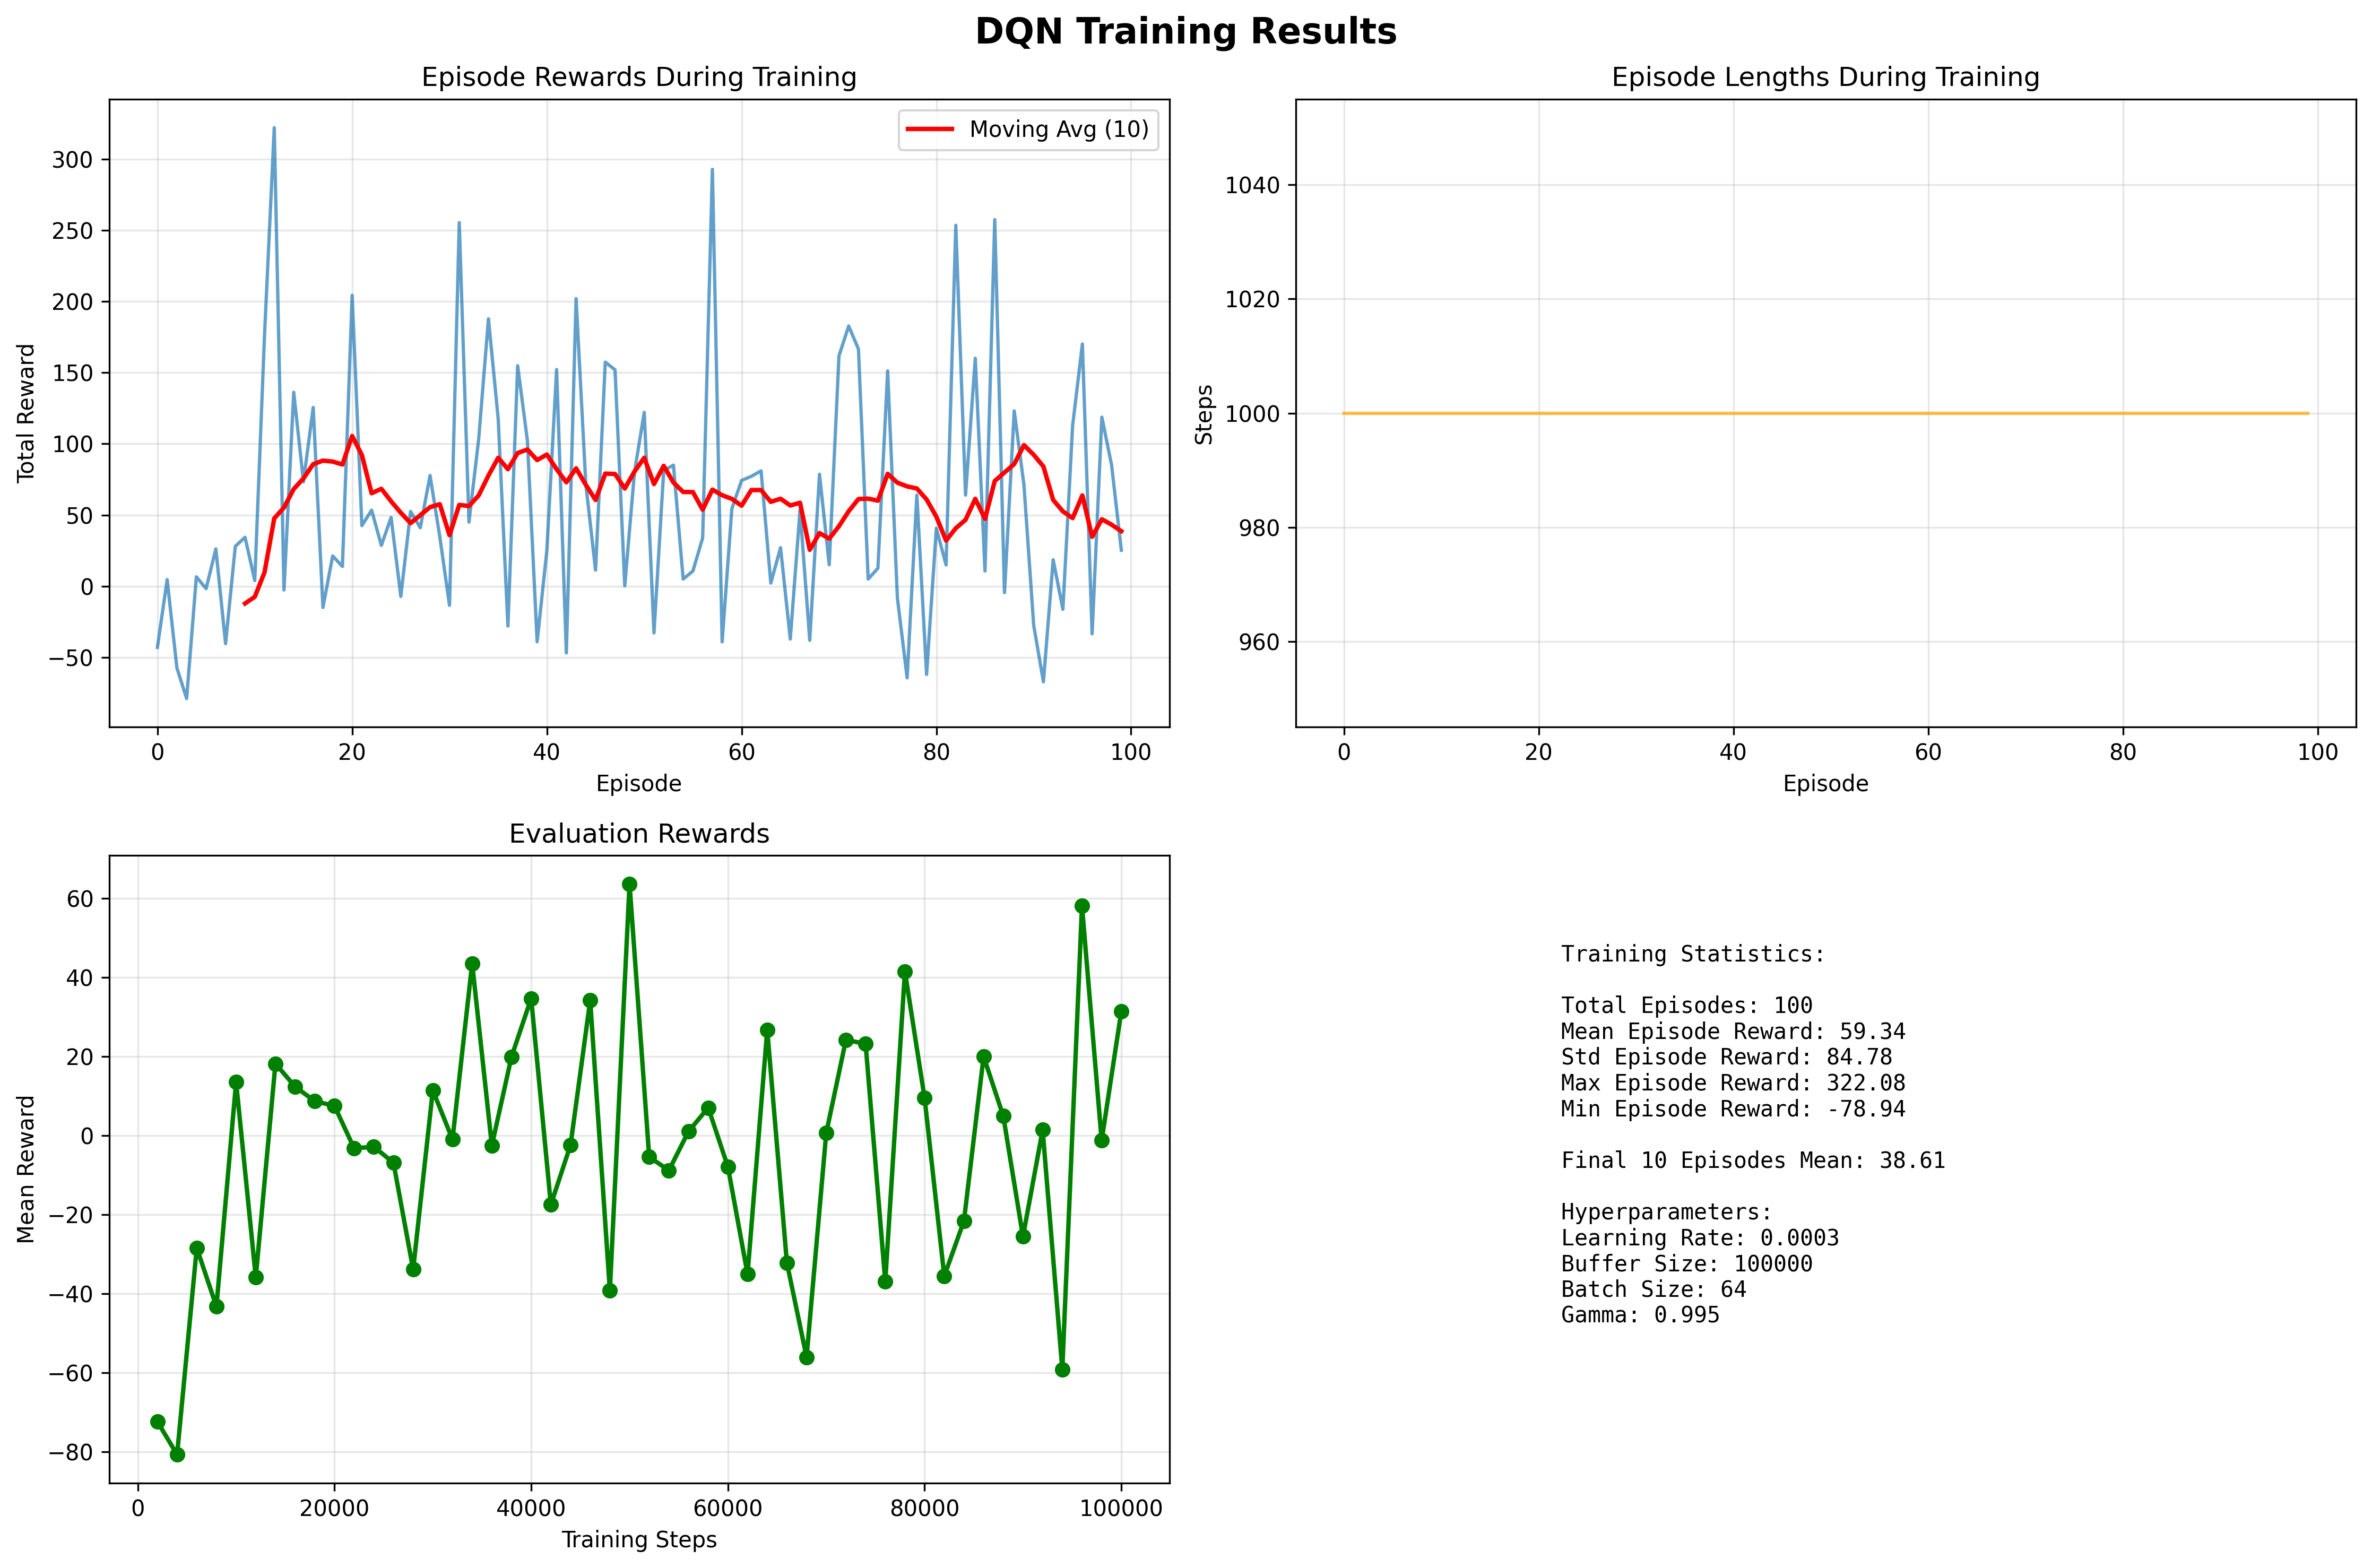 DQN Training Results
Episode Rewards During Training
Moving Avg (10)
300
250
200
150
100
50
0
−50
Total Reward
0 20 40 60 80 100
Episode
Episode Lengths During Training
1040
1020
1000
980
960
Steps
0 20 40 60 80 100
Episode
Evaluation Rewards
60
40
20
0
−20
−40
−60
−80
Mean Reward
0 20000 40000 60000 80000 100000
Training Steps
Training Statistics:
Total Episodes: 100
Mean Episode Reward: 59.34
Std Episode Reward: 84.78
Max Episode Reward: 322.08
Min Episode Reward: -78.94
Final 10 Episodes Mean: 38.61
Hyperparameters:
Learning Rate: 0.0003
Buffer Size: 100000
Batch Size: 64
Gamma: 0.995